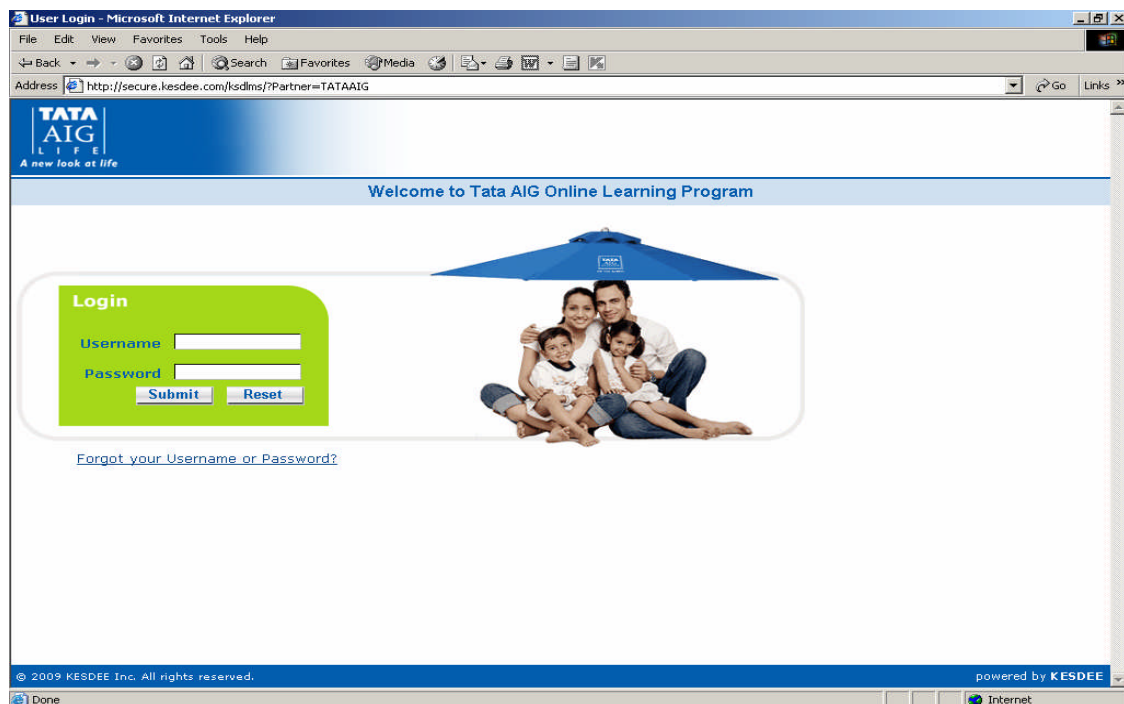 User Login - Microsoft Internet Explorer
File Edit View Favorites Tools Help
Back Search Favorites Media
Address http://secure.kesdee.com/ksdlms/?Partner=TATAAIG Go Links »
TATA
AIG
LIFE
A new look at life
Welcome to Tata AIG Online Learning Program
TATA
AIG
Login
Username
Password
Submit Reset
Forgot your Username or Password?
© 2009 KESDEE Inc. All rights reserved. powered by KESDEE
Done Internet